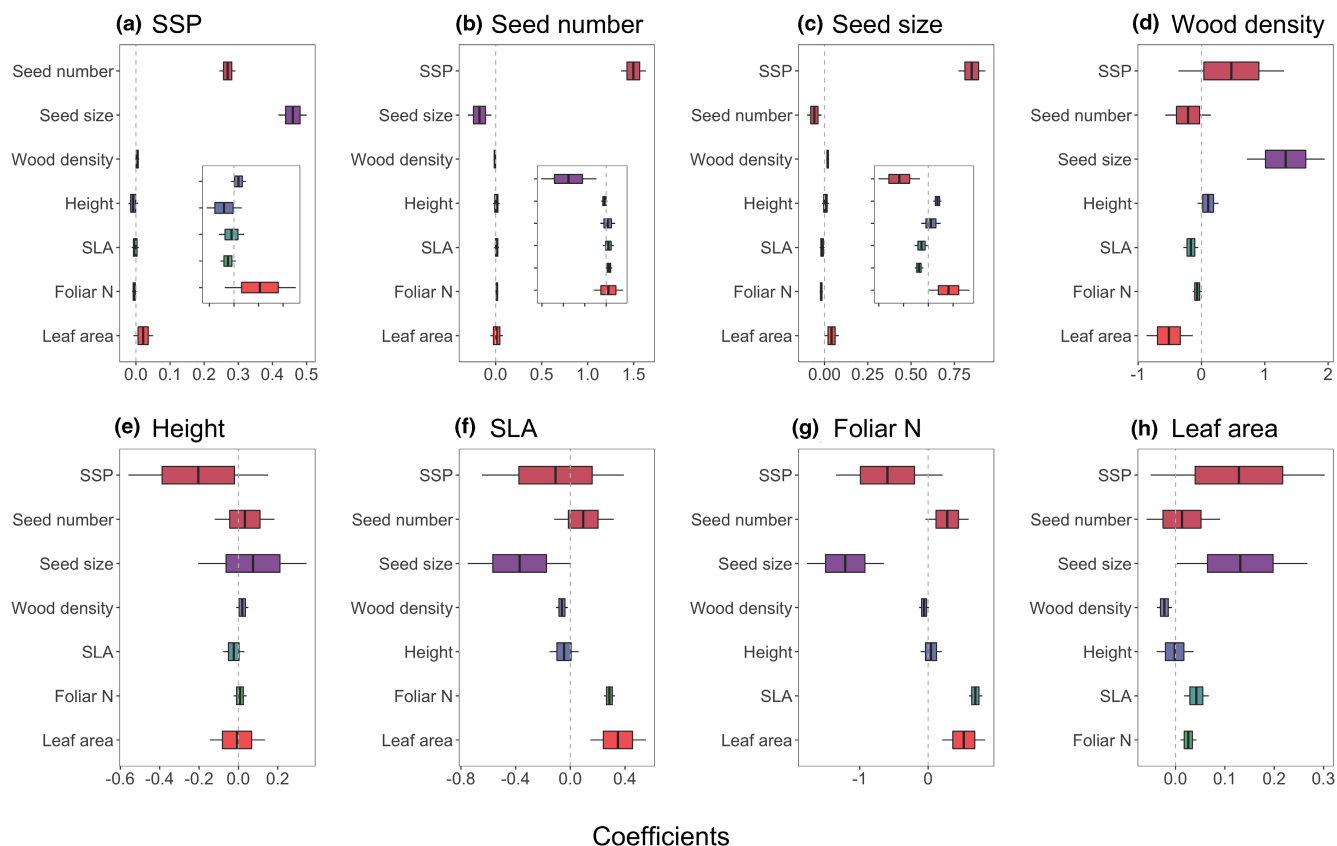 (a) SSP
Seed number
Seed size
Wood density
Height
SLA
Foliar N
Leaf area
0.0 0.1 0.2 0.3 0.4 0.5
(b) Seed number
SSP
Seed size
Wood density
Height
SLA
Foliar N
Leaf area
0.0 0.5 1.0 1.5
(c) Seed size
SSP
Seed number
Wood density
Height
SLA
Foliar N
Leaf area
0.00 0.25 0.50 0.75
(d) Wood density
SSP
Seed number
Seed size
Height
SLA
Foliar N
Leaf area
-1 0 1 2
(e) Height
SSP
Seed number
Seed size
Wood density
SLA
Foliar N
Leaf area
-0.6 -0.4 -0.2 0.0 0.2
(f) SLA
SSP
Seed number
Seed size
Wood density
Height
Foliar N
Leaf area
-0.8 -0.4 0.0 0.4
(g) Foliar N
SSP
Seed number
Seed size
Wood density
Height
SLA
Leaf area
-1 0
(h) Leaf area
SSP
Seed number
Seed size
Wood density
Height
SLA
Foliar N
0.0 0.1 0.2 0.3
Coefficients